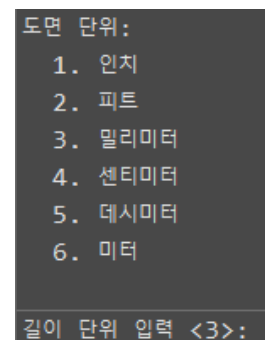 도면 단위:
1. 인치
2. 피트
3. 밀리미터
4. 센티미터
5. 데시미터
6. 미터
길이 단위 입력 <3>: